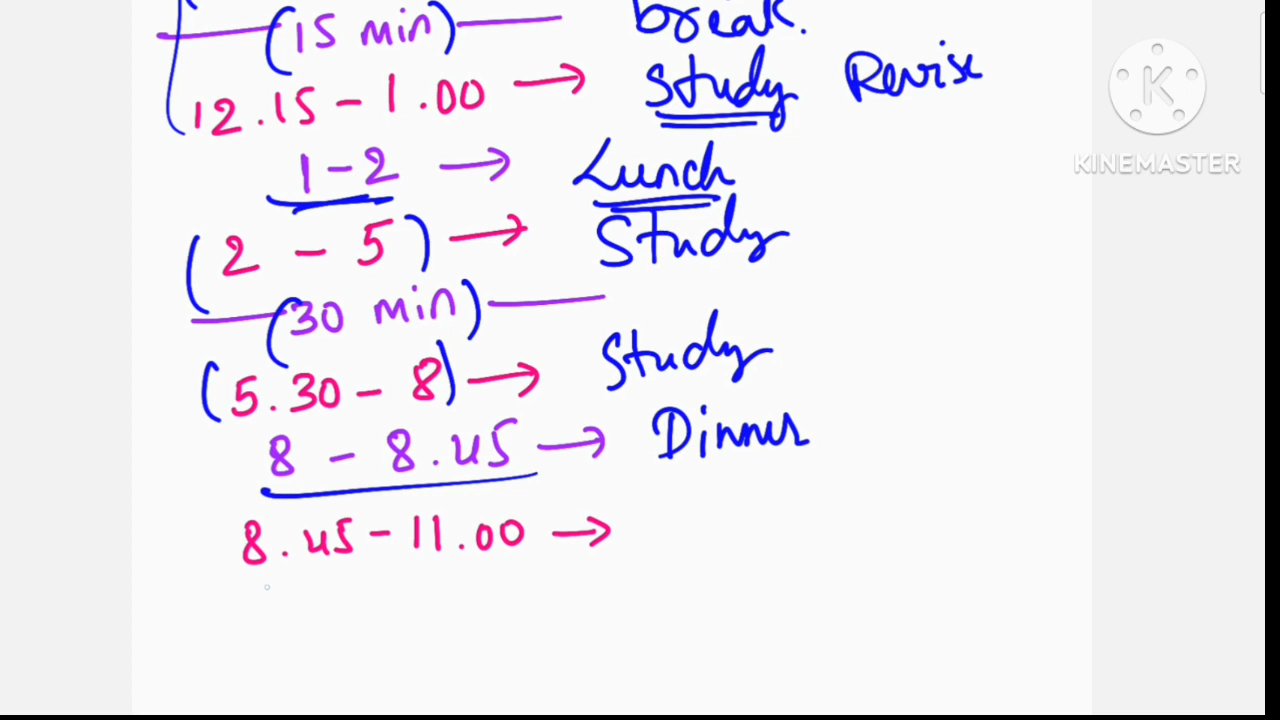 (15 min) break.
12.15 - 1.00 → Study Revise
1 - 2 → Lunch
(2 - 5) → Study
(30 min)
(5.30 - 8) → Study
8 - 8.45 → Dinner
8.45 - 11.00 →
K
KINEMASTER